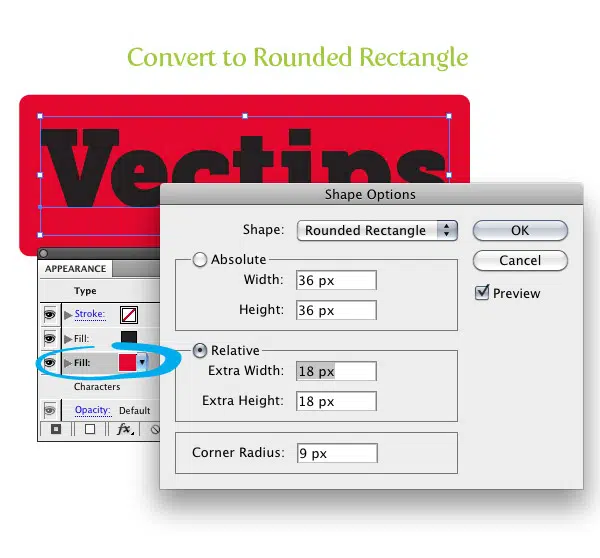 Convert to Rounded Rectangle
Vectips
Shape Options
Shape: Rounded Rectangle
OK
Cancel
Preview
Absolute
Width: 36 px
Height: 36 px
Relative
Extra Width: 18 px
Extra Height: 18 px
Corner Radius: 9 px
APPEARANCE
Type
Stroke:
Fill:
Fill:
Characters
Opacity: Default
fx